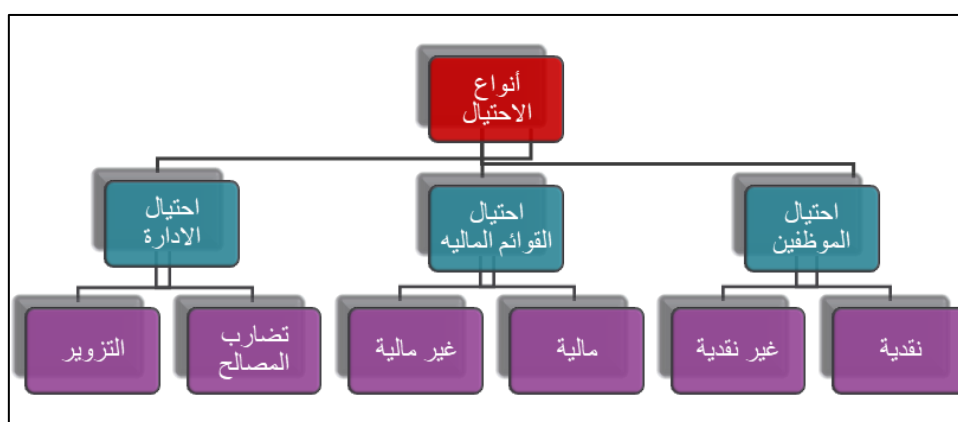 أنواع
الاحتيال
احتيال
الموظفين
احتيال
القوائم الماليه
احتيال
الادارة
نقدية
غير نقدية
مالية
غير مالية
تضارب
المصالح
التزوير